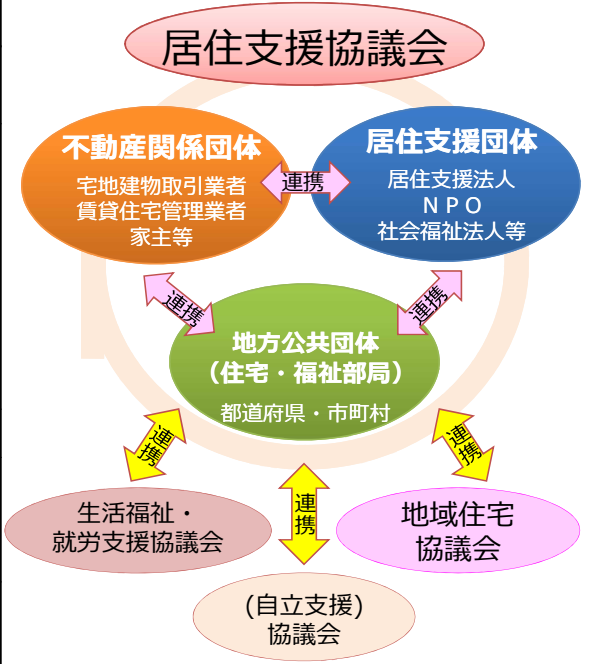 居住支援協議会
不動産関係団体
宅地建物取引業者
賃貸住宅管理業者
家主等
連携
居住支援団体
居住支援法人
ＮＰＯ
社会福祉法人等
連携
連携
地方公共団体
（住宅・福祉部局）
都道府県・市町村
連携
連携
連携
生活福祉・
就労支援協議会
地域住宅
協議会
(自立支援)
協議会